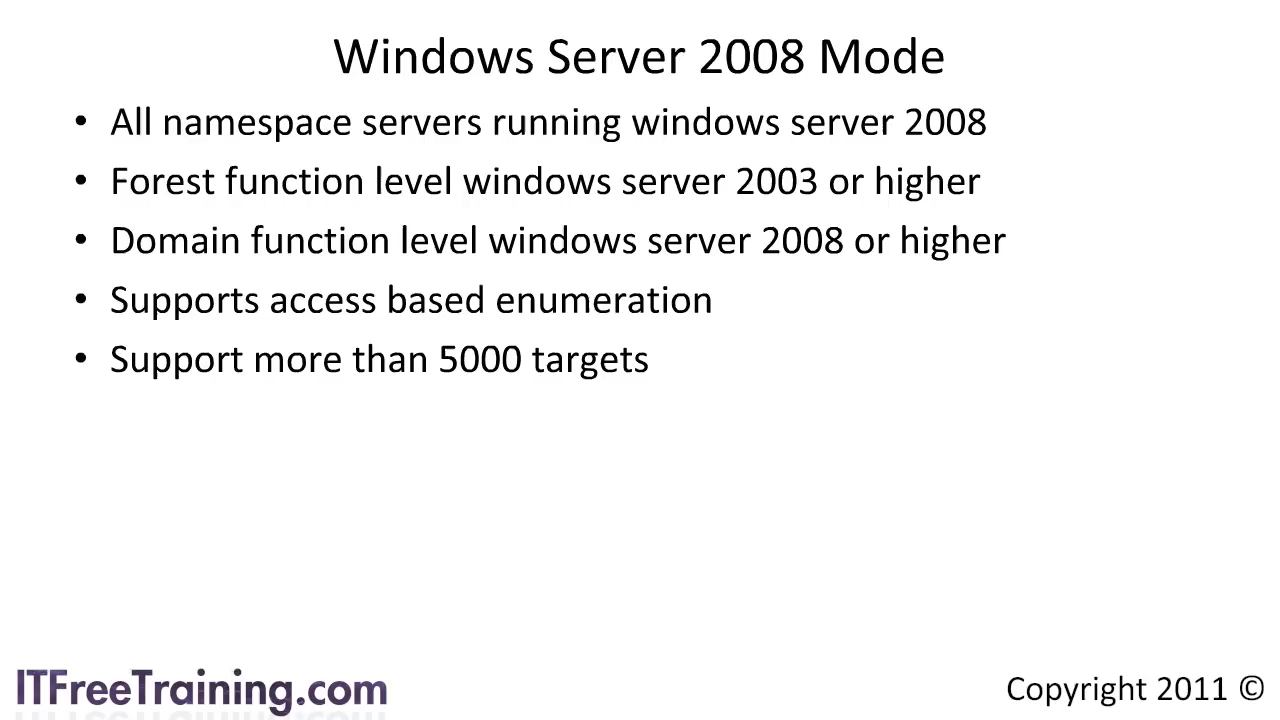 Windows Server 2008 Mode
• All namespace servers running windows server 2008
• Forest function level windows server 2003 or higher
• Domain function level windows server 2008 or higher
• Supports access based enumeration
• Support more than 5000 targets
ITFreeTraining.com
Copyright 2011 ©